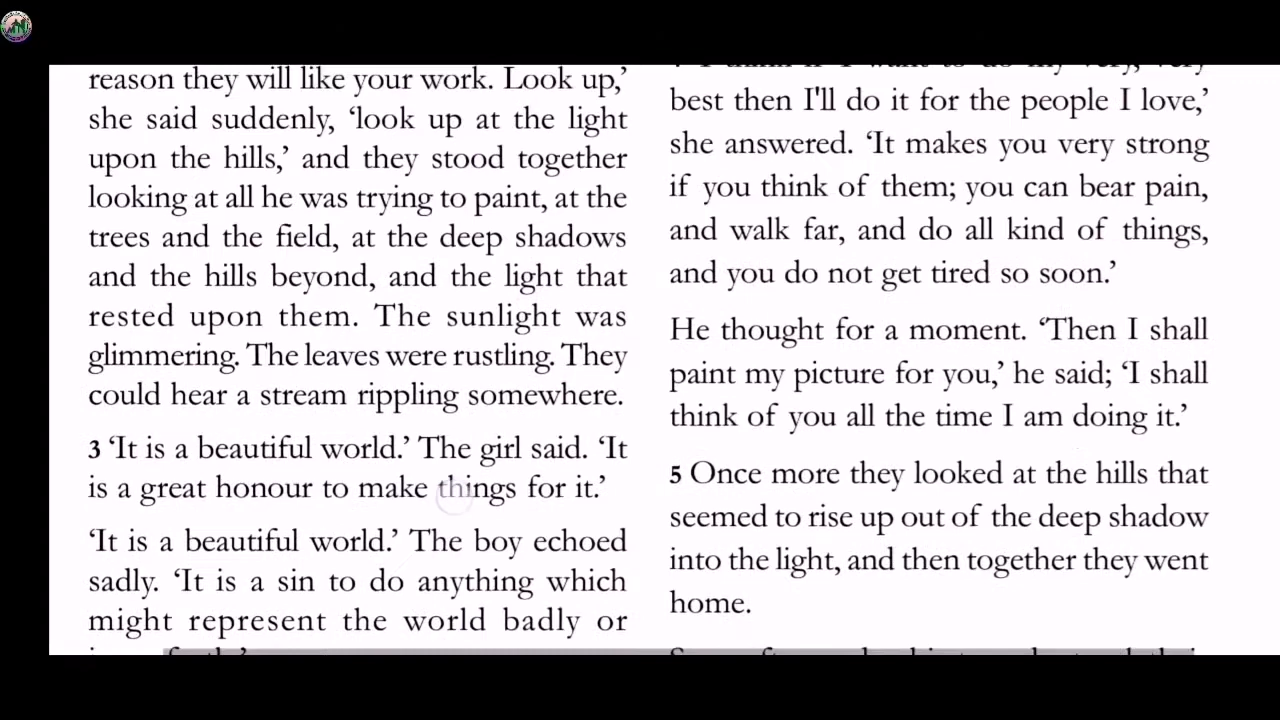 reason they will like your work. Look up,’
she said suddenly, ‘look up at the light
upon the hills,’ and they stood together
looking at all he was trying to paint, at the
trees and the field, at the deep shadows
and the hills beyond, and the light that
rested upon them. The sunlight was
glimmering. The leaves were rustling. They
could hear a stream rippling somewhere.
3 ‘It is a beautiful world.’ The girl said. ‘It
is a great honour to make things for it.’
‘It is a beautiful world.’ The boy echoed
sadly. ‘It is a sin to do anything which
might represent the world badly or
best then I'll do it for the people I love,’
she answered. ‘It makes you very strong
if you think of them; you can bear pain,
and walk far, and do all kind of things,
and you do not get tired so soon.’
He thought for a moment. ‘Then I shall
paint my picture for you,’ he said; ‘I shall
think of you all the time I am doing it.’
5 Once more they looked at the hills that
seemed to rise up out of the deep shadow
into the light, and then together they went
home.